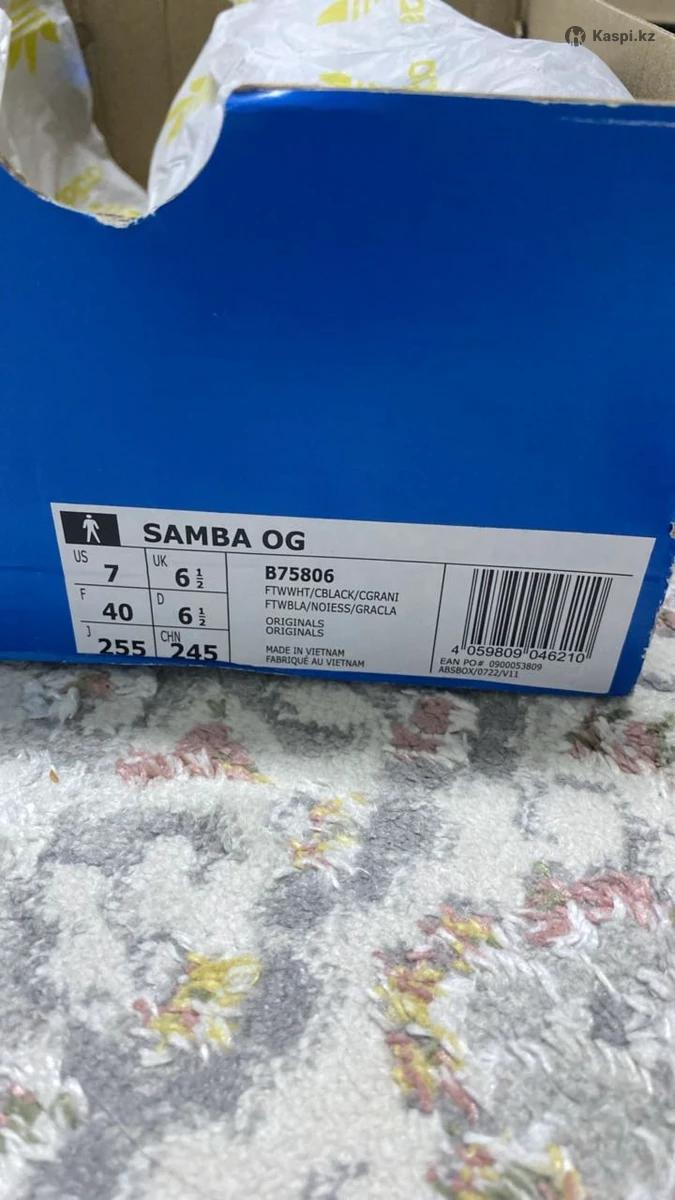 Kaspi.kz
SAMBA OG
US 7 UK 6 1/2
F 40 D 6 1/2
J 255 CHN 245
B75806
FTWWHT/CBLACK/CGRANI
FTWBLA/NOIESS/GRACLA
ORIGINALS
ORIGINALS
MADE IN VIETNAM
FABRIQUÉ AU VIETNAM
4 059809 046210
EAN PO# 0900053809
ABSBOX/0722/V11